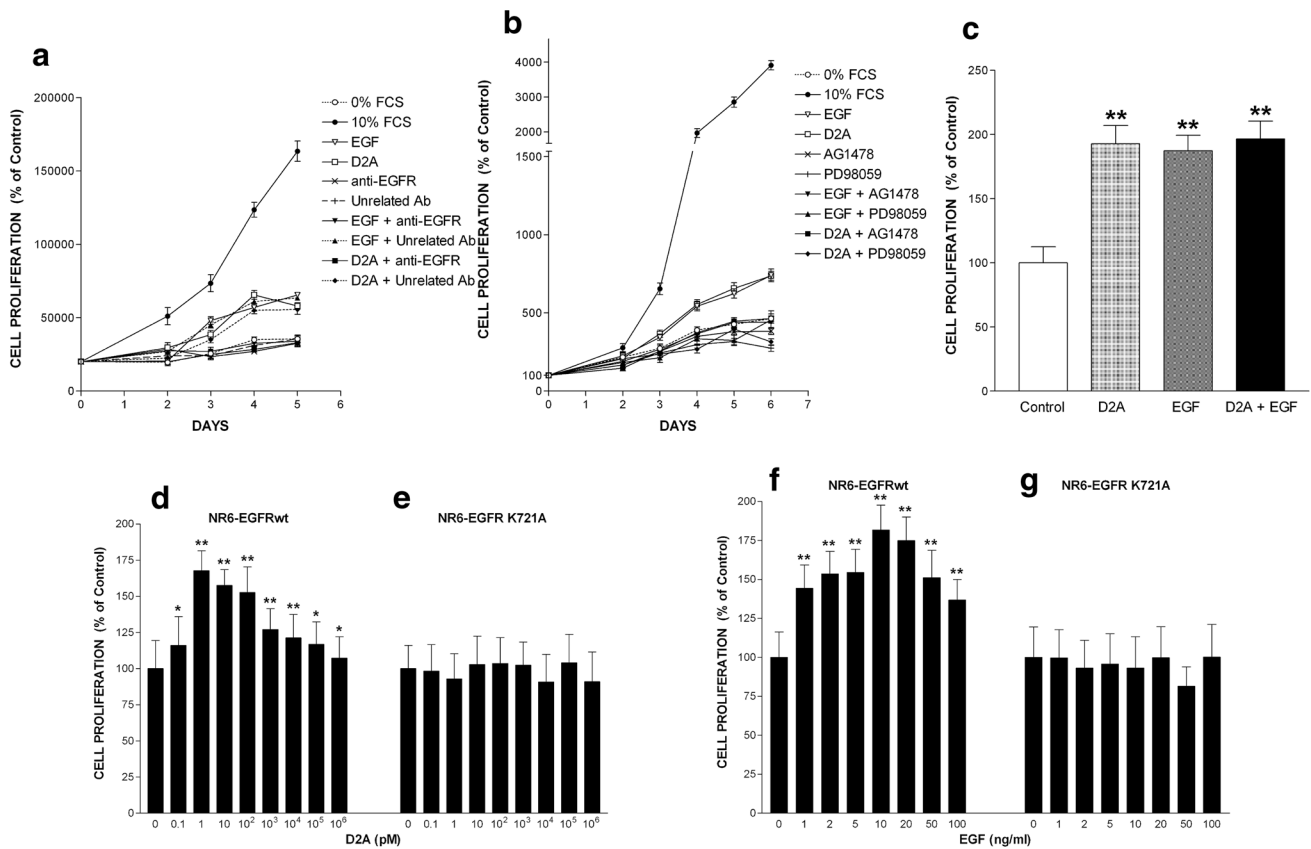 a
CELL PROLIFERATION (% of Control)
200000
150000
100000
50000
0
0 1 2 3 4 5 6
DAYS
0% FCS
10% FCS
EGF
D2A
anti-EGFR
Unrelated Ab
EGF + anti-EGFR
EGF + Unrelated Ab
D2A + anti-EGFR
D2A + Unrelated Ab
b
CELL PROLIFERATION (% of Control)
4000
3000
2000
1500
1000
500
100
0
0 1 2 3 4 5 6 7
DAYS
0% FCS
10% FCS
EGF
D2A
AG1478
PD98059
EGF + AG1478
EGF + PD98059
D2A + AG1478
D2A + PD98059
c
CELL PROLIFERATION (% of Control)
250
200
150
100
50
0
** ** **
Control D2A EGF D2A + EGF
d
NR6-EGFRwt
CELL PROLIFERATION (% of Control)
200
175
150
125
100
75
50
25
0
* ** ** ** ** ** * *
0 0.1 1 10 10² 10³ 10⁴ 10⁵ 10⁶
e
NR6-EGFR K721A
0 0.1 1 10 10² 10³ 10⁴ 10⁵ 10⁶
D2A (pM)
f
NR6-EGFRwt
CELL PROLIFERATION (% of Control)
200
175
150
125
100
75
50
25
0
** ** ** ** ** ** **
0 1 2 5 10 20 50 100
g
NR6-EGFR K721A
0 1 2 5 10 20 50 100
EGF (ng/ml)